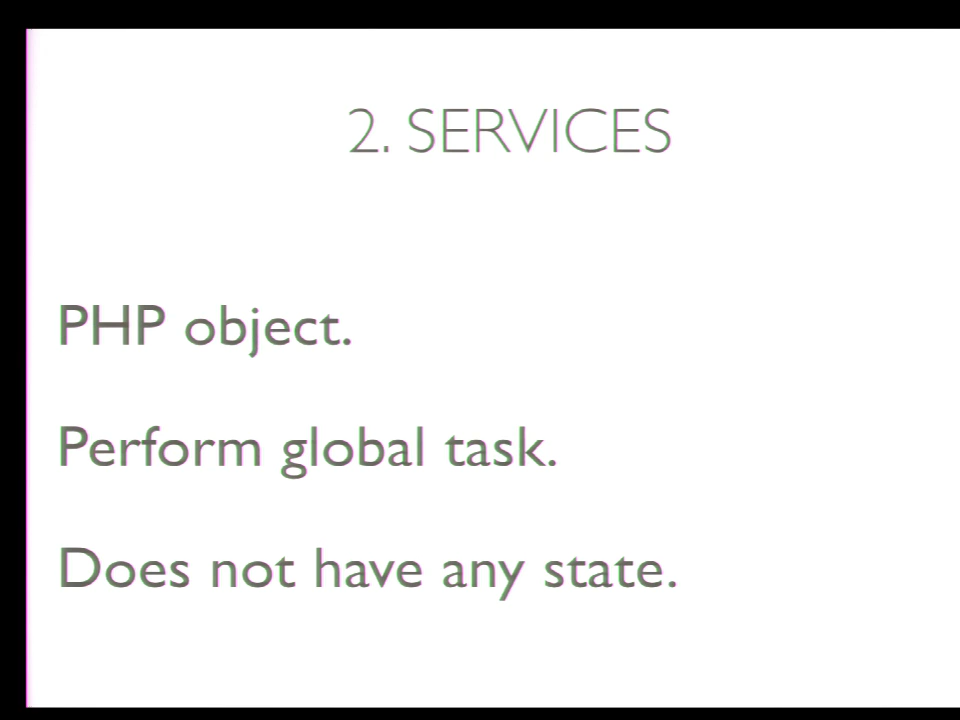 2. SERVICES
PHP object.
Perform global task.
Does not have any state.